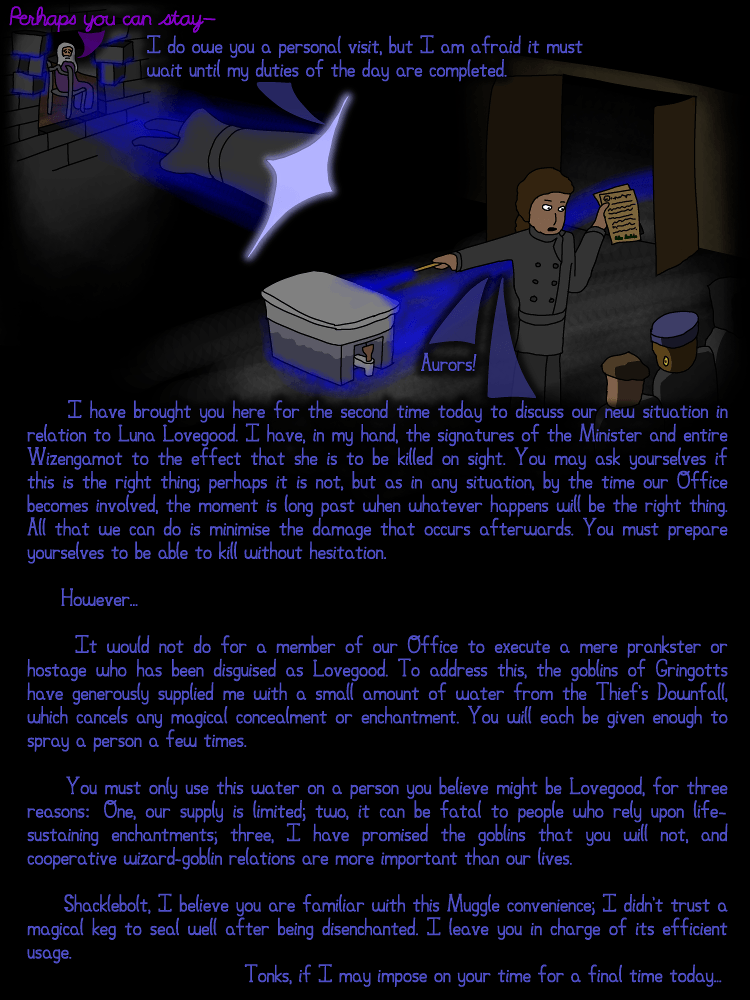 Perhaps you can stay—
I do owe you a personal visit, but I am afraid it must
wait until my duties of the day are completed.
Aurors!
I have brought you here for the second time today to discuss our new situation in
relation to Luna Lovegood. I have, in my hand, the signatures of the Minister and entire
Wizengamot to the effect that she is to be killed on sight. You may ask yourselves if
this is the right thing; perhaps it is not, but as in any situation, by the time our Office
becomes involved, the moment is long past when whatever happens will be the right thing.
All that we can do is minimise the damage that occurs afterwards. You must prepare
yourselves to be able to kill without hesitation.
However...
It would not do for a member of our Office to execute a mere prankster or
hostage who has been disguised as Lovegood. To address this, the goblins of Gringotts
have generously supplied me with a small amount of water from the Thief's Downfall,
which cancels any magical concealment or enchantment. You will each be given enough to
spray a person a few times.
You must only use this water on a person you believe might be Lovegood, for three
reasons: One, our supply is limited; two, it can be fatal to people who rely upon life-
sustaining enchantments; three, I have promised the goblins that you will not, and
cooperative wizard-goblin relations are more important than our lives.
Shacklebolt, I believe you are familiar with this Muggle convenience; I didn't trust a
magical keg to seal well after being disenchanted. I leave you in charge of its efficient
usage.
Tonks, if I may impose on your time for a final time today...